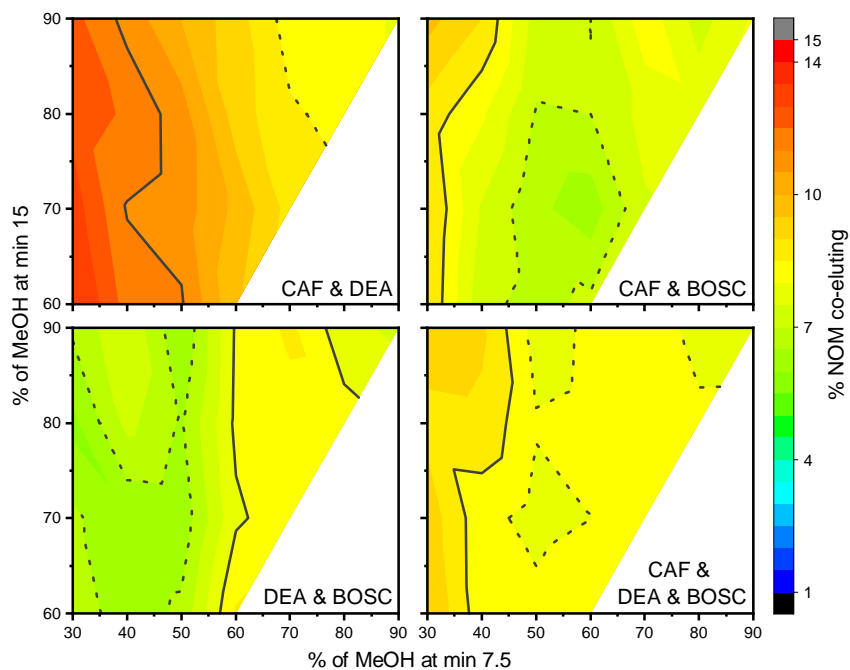 90
80
70
60
% of MeOH at min 15
CAF & DEA
CAF & BOSC
90
80
70
60
30 40 50 60 70 80 90
DEA & BOSC
30 40 50 60 70 80 90
CAF &
DEA & BOSC
% of MeOH at min 7.5
15
14
10
7
4
1
% NOM co-eluting